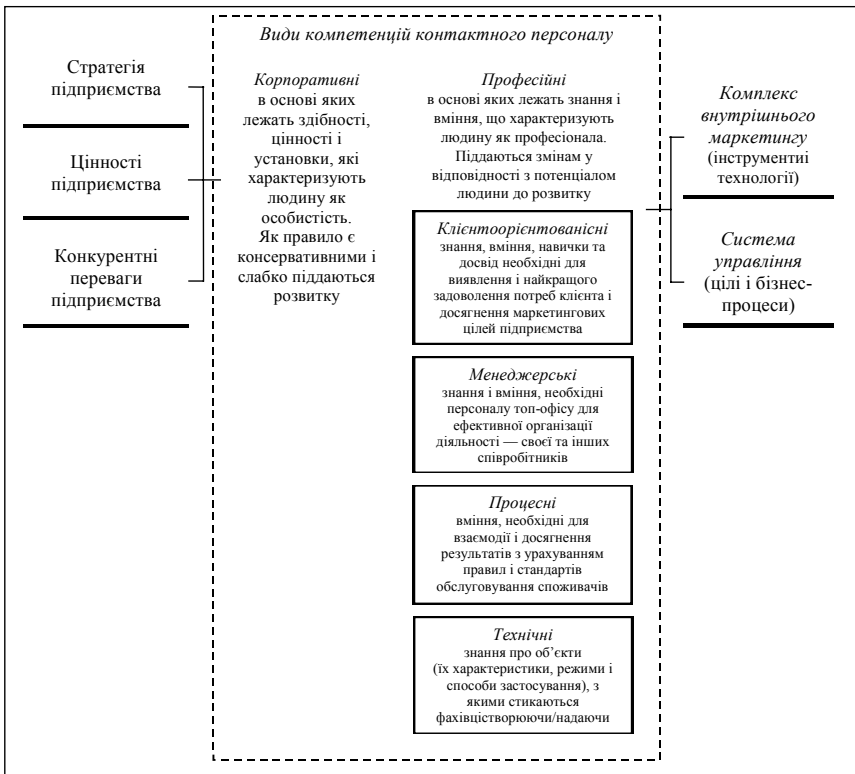 Види компетенцій контактного персоналу
Стратегія
підприємства
Цінності
підприємства
Конкурентні
переваги
підприємства
Корпоративні
в основі яких
лежать здібності,
цінності і
установки, які
характеризують
людину як
особистість.
Як правило є
консервативними і
слабко піддаються
розвитку
Професійні
в основі яких лежать знання і
вміння, що характеризують
людину як професіонала.
Піддаються змінам у
відповідності з потенціалом
людини до розвитку
Клієнтоорієнтованісні
знання, вміння, навички та
досвід необхідні для
виявлення і найкращого
задоволення потреб клієнта і
досягнення маркетингових
цілей підприємства
Менеджерські
знання і вміння, необхідні
персоналу топ-офісу для
ефективної організації
діяльності — своєї та інших
співробітників
Процесні
вміння, необхідні для
взаємодії і досягнення
результатів з урахуванням
правил і стандартів
обслуговування споживачів
Технічні
знання про об’єкти
(їх характеристики, режими і
способи застосування), з
якими стикаються
фахівцістворюючи/надаючи
Комплекс
внутрішнього
маркетингу
(інструментиі
технології)
Система
управління
(цілі і бізнес-
процеси)